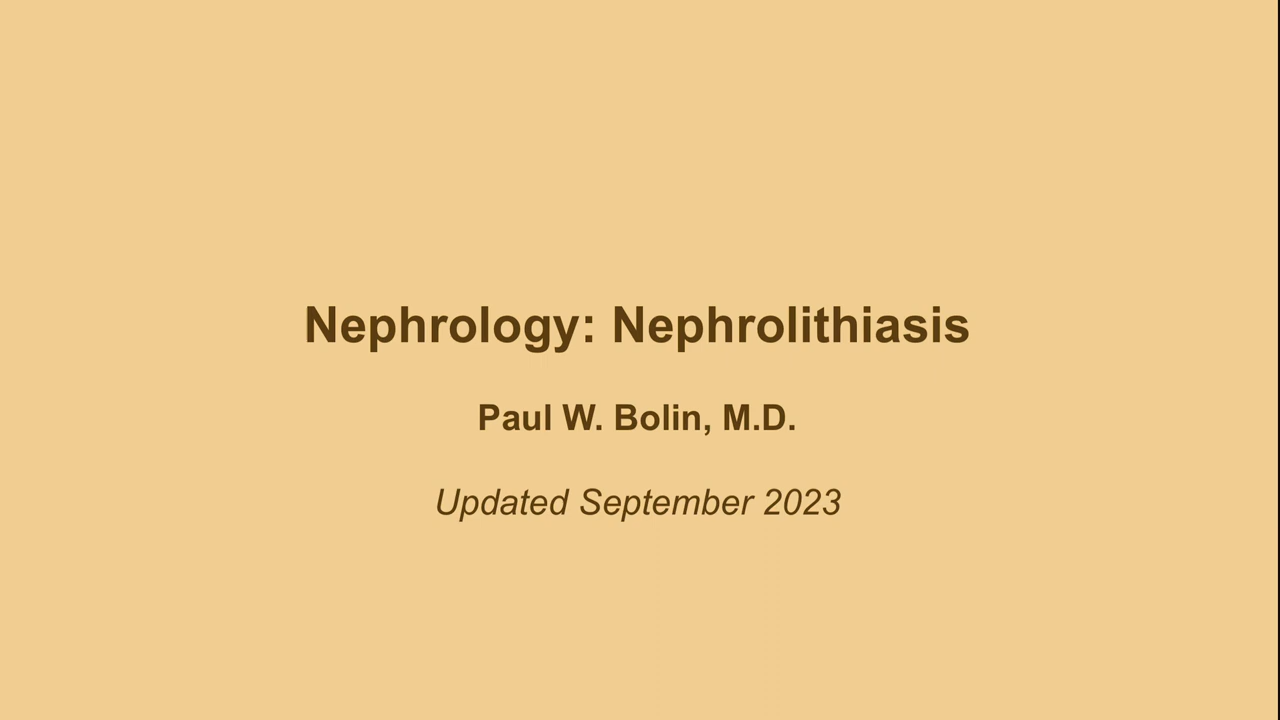 Nephrology: Nephrolithiasis
Paul W. Bolin, M.D.
Updated September 2023